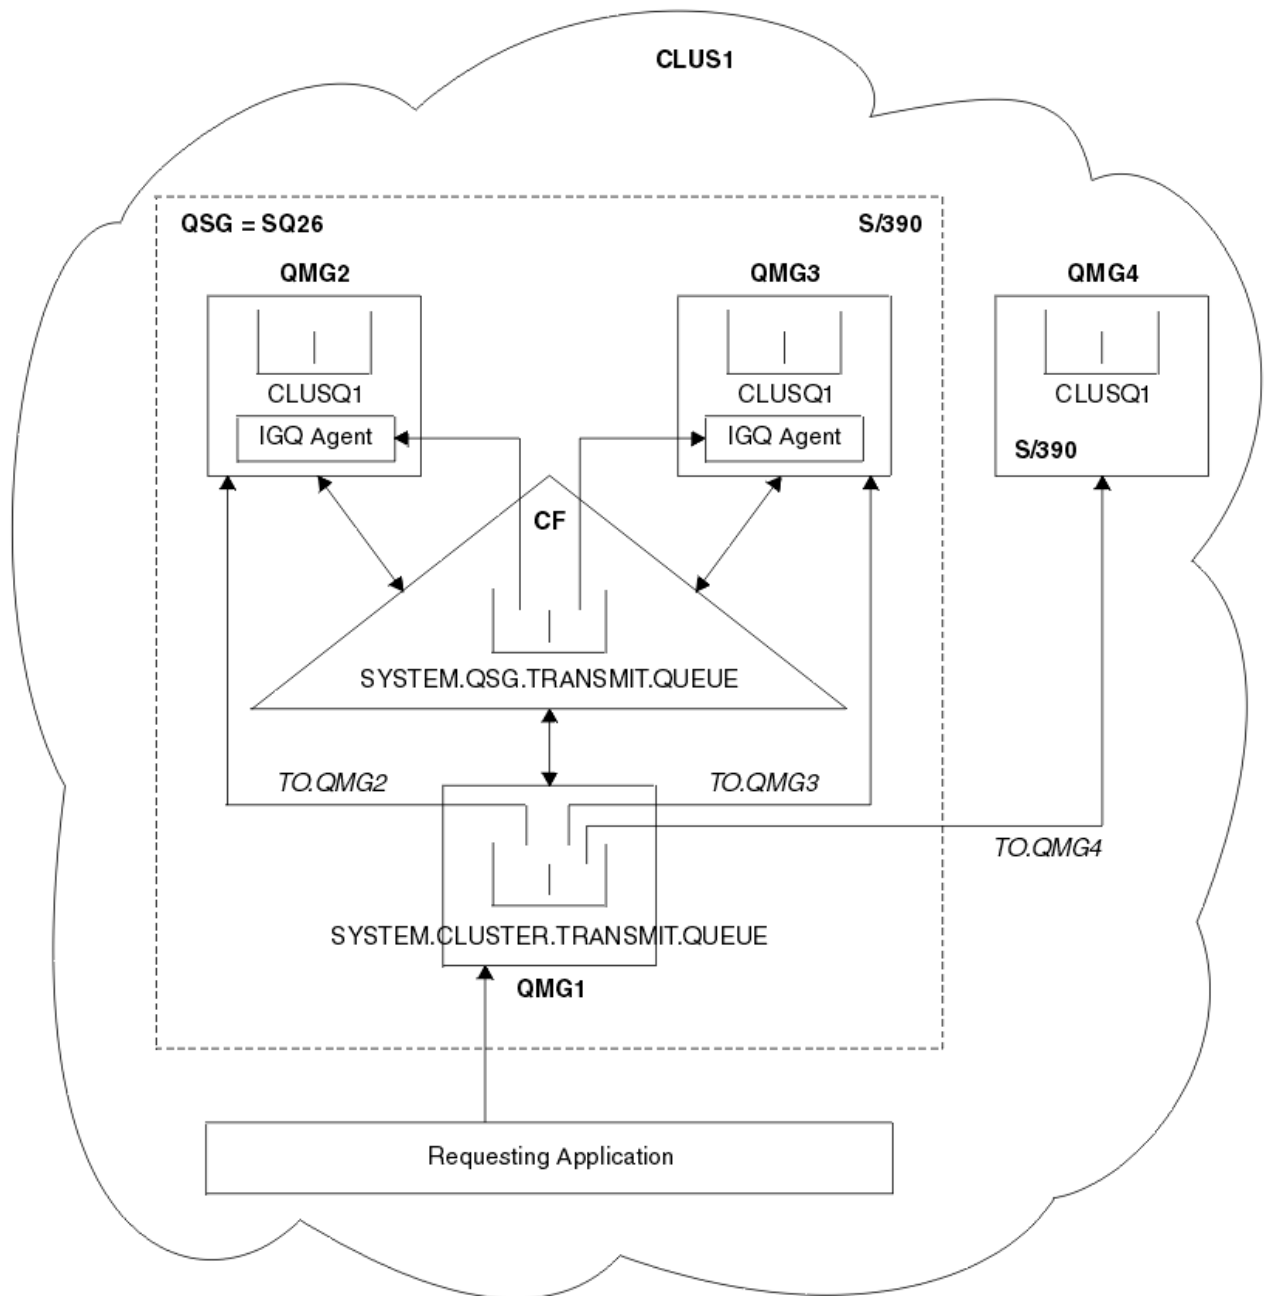 CLUS1
QSG = SQ26
S/390
QMG2
QMG3
QMG4
CLUSQ1
CLUSQ1
CLUSQ1
IGQ Agent
IGQ Agent
S/390
CF
SYSTEM.QSG.TRANSMIT.QUEUE
TO.QMG2
TO.QMG3
TO.QMG4
SYSTEM.CLUSTER.TRANSMIT.QUEUE
QMG1
Requesting Application